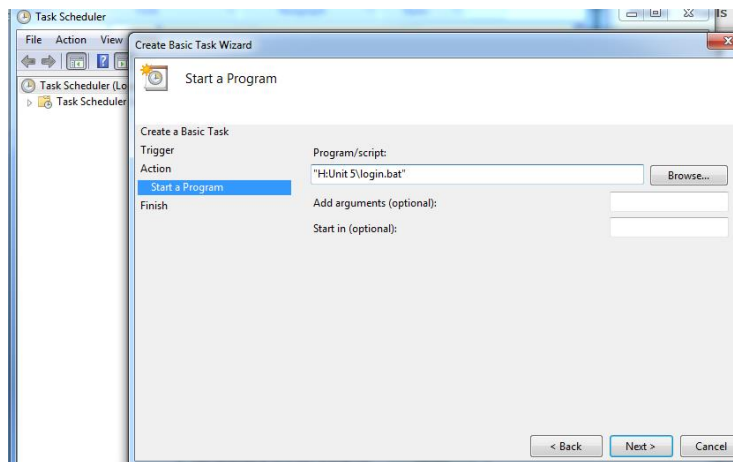 Task Scheduler
File Action View
Create Basic Task Wizard
Task Scheduler (Lo
Task Scheduler
Start a Program
Create a Basic Task
Trigger
Action
Start a Program
Finish
Program/script:
"H:Unit 5\login.bat"
Browse...
Add arguments (optional):
Start in (optional):
< Back
Next >
Cancel